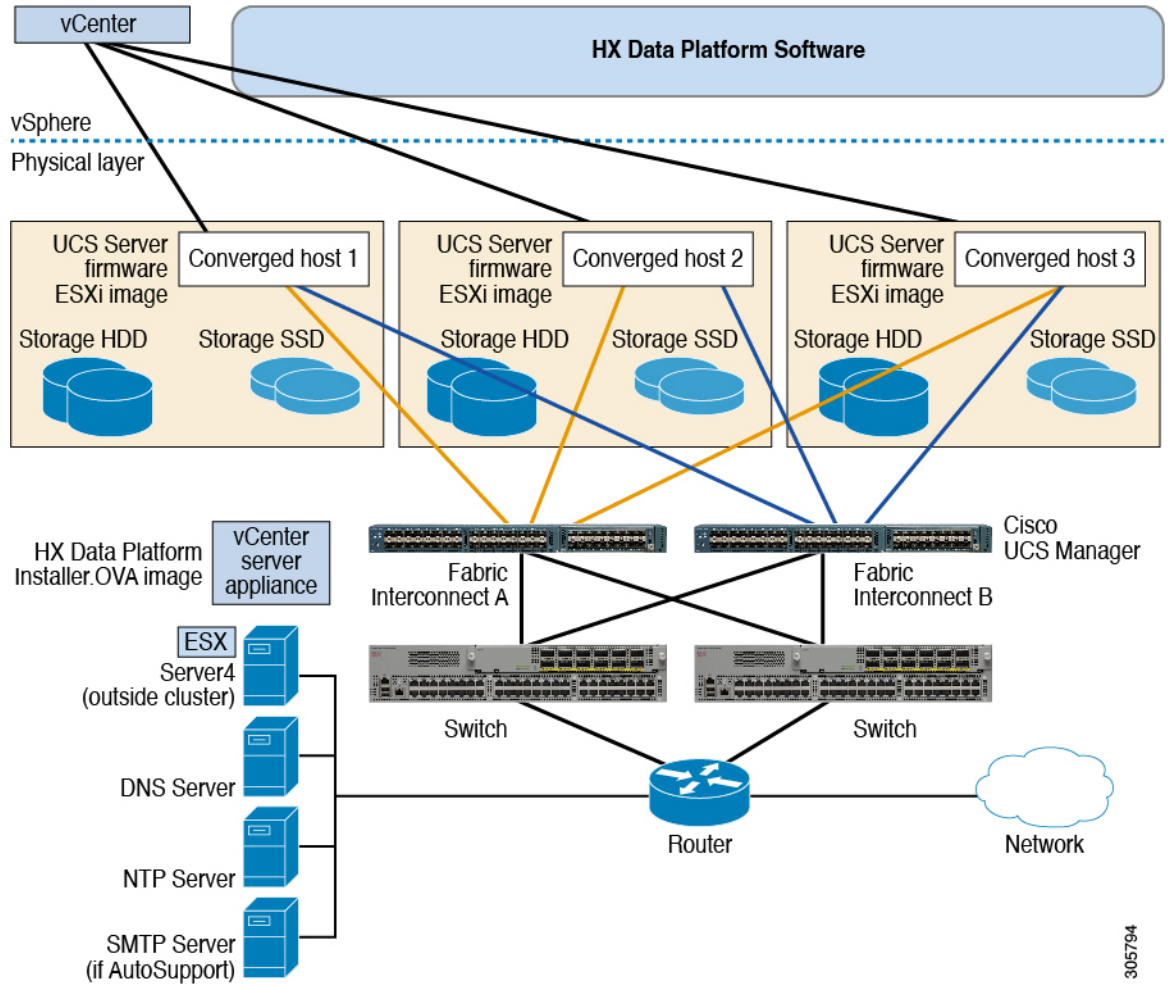 vCenter
HX Data Platform Software
vSphere
Physical layer
UCS Server
firmware
ESXi image
Converged host 1
Storage HDD
Storage SSD
UCS Server
firmware
ESXi image
Converged host 2
Storage HDD
Storage SSD
UCS Server
firmware
ESXi image
Converged host 3
Storage HDD
Storage SSD
HX Data Platform
Installer.OVA image
vCenter
server
appliance
Fabric
Interconnect A
Fabric
Interconnect B
Cisco
UCS Manager
ESX
Server4
(outside cluster)
Switch
Switch
DNS Server
Router
Network
NTP Server
SMTP Server
(if AutoSupport)
305794